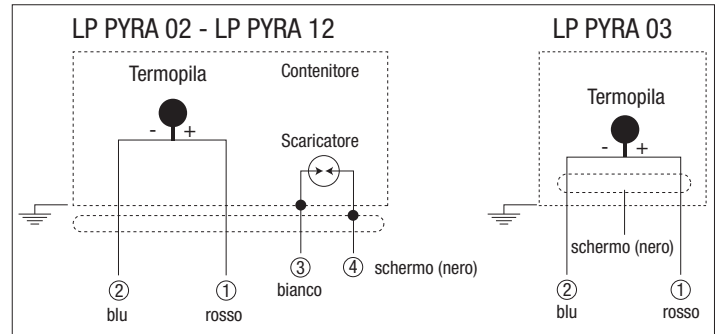 LP PYRA 02 - LP PYRA 12
Termopila
Contenitore
- +
Scaricatore
② ① ③ ④ schermo (nero)
blu rosso bianco
LP PYRA 03
Termopila
- +
schermo (nero)
② ①
blu rosso